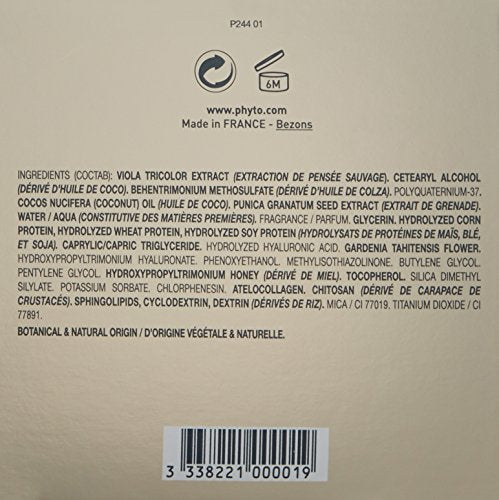 P244 01
6M
www.phyto.com
Made in FRANCE - Bezons
INGREDIENTS (COCTAB): VIOLA TRICOLOR EXTRACT (EXTRACTION DE PENSÉE SAUVAGE). CETEARYL ALCOHOL
(DÉRIVÉ D'HUILE DE COCO). BEHENTRIMONIUM METHOSULFATE (DÉRIVÉ D'HUILE DE COLZA). POLYQUATERNIUM-37.
COCOS NUCIFERA (COCONUT) OIL (HUILE DE COCO). PUNICA GRANATUM SEED EXTRACT (EXTRAIT DE GRENADE).
WATER / AQUA (CONSTITUTIVE DES MATIÈRES PREMIÈRES). FRAGRANCE / PARFUM. GLYCERIN. HYDROLYZED CORN
PROTEIN, HYDROLYZED WHEAT PROTEIN, HYDROLYZED SOY PROTEIN (HYDROLYSATS DE PROTÉINES DE MAÏS, BLÉ,
ET SOJA). CAPRYLIC/CAPRIC TRIGLYCERIDE. HYDROLYZED HYALURONIC ACID. GARDENIA TAHITENSIS FLOWER.
HYDROXYPROPYLTRIMONIUM HYALURONATE. PHENOXYETHANOL. METHYLISOTHIAZOLINONE. BUTYLENE GLYCOL.
PENTYLENE GLYCOL. HYDROXYPROPYLTRIMONIUM HONEY (DÉRIVÉ DE MIEL). TOCOPHEROL. SILICA DIMETHYL
SILYLATE. POTASSIUM SORBATE. CHLORPHENESIN. ATELOCOLLAGEN. CHITOSAN (DÉRIVÉ DE CARAPACE DE
CRUSTACÉS). SPHINGOLIPIDS, CYCLODEXTRIN, DEXTRIN (DÉRIVÉS DE RIZ). MICA / CI 77019. TITANIUM DIOXIDE / CI
77891.
BOTANICAL & NATURAL ORIGIN / D'ORIGINE VÉGÉTALE & NATURELLE.
3 338221 000019